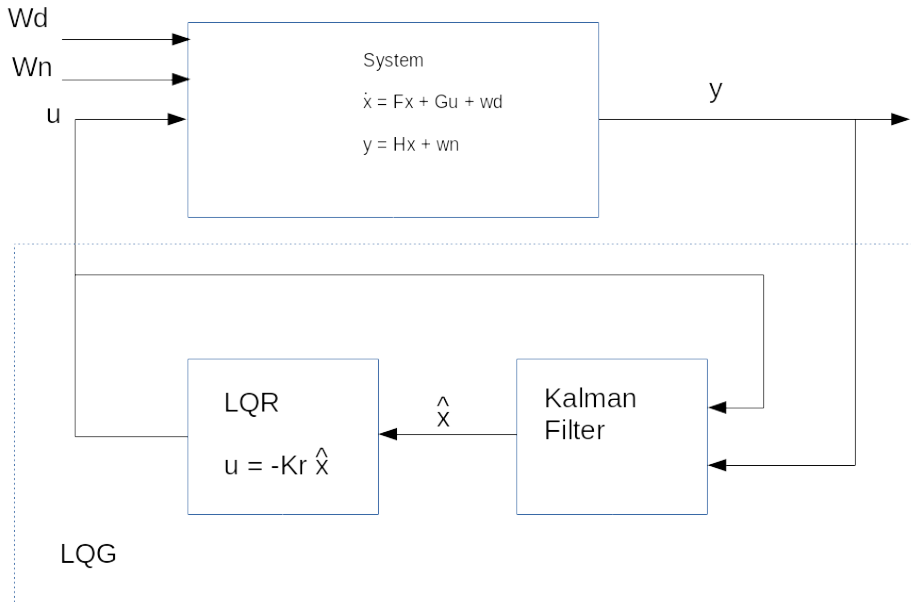 Wd
Wn
u
System
ẋ = Fx + Gu + wd
y = Hx + wn
y
LQR
u = -Kr x̂
x̂
Kalman
Filter
LQG